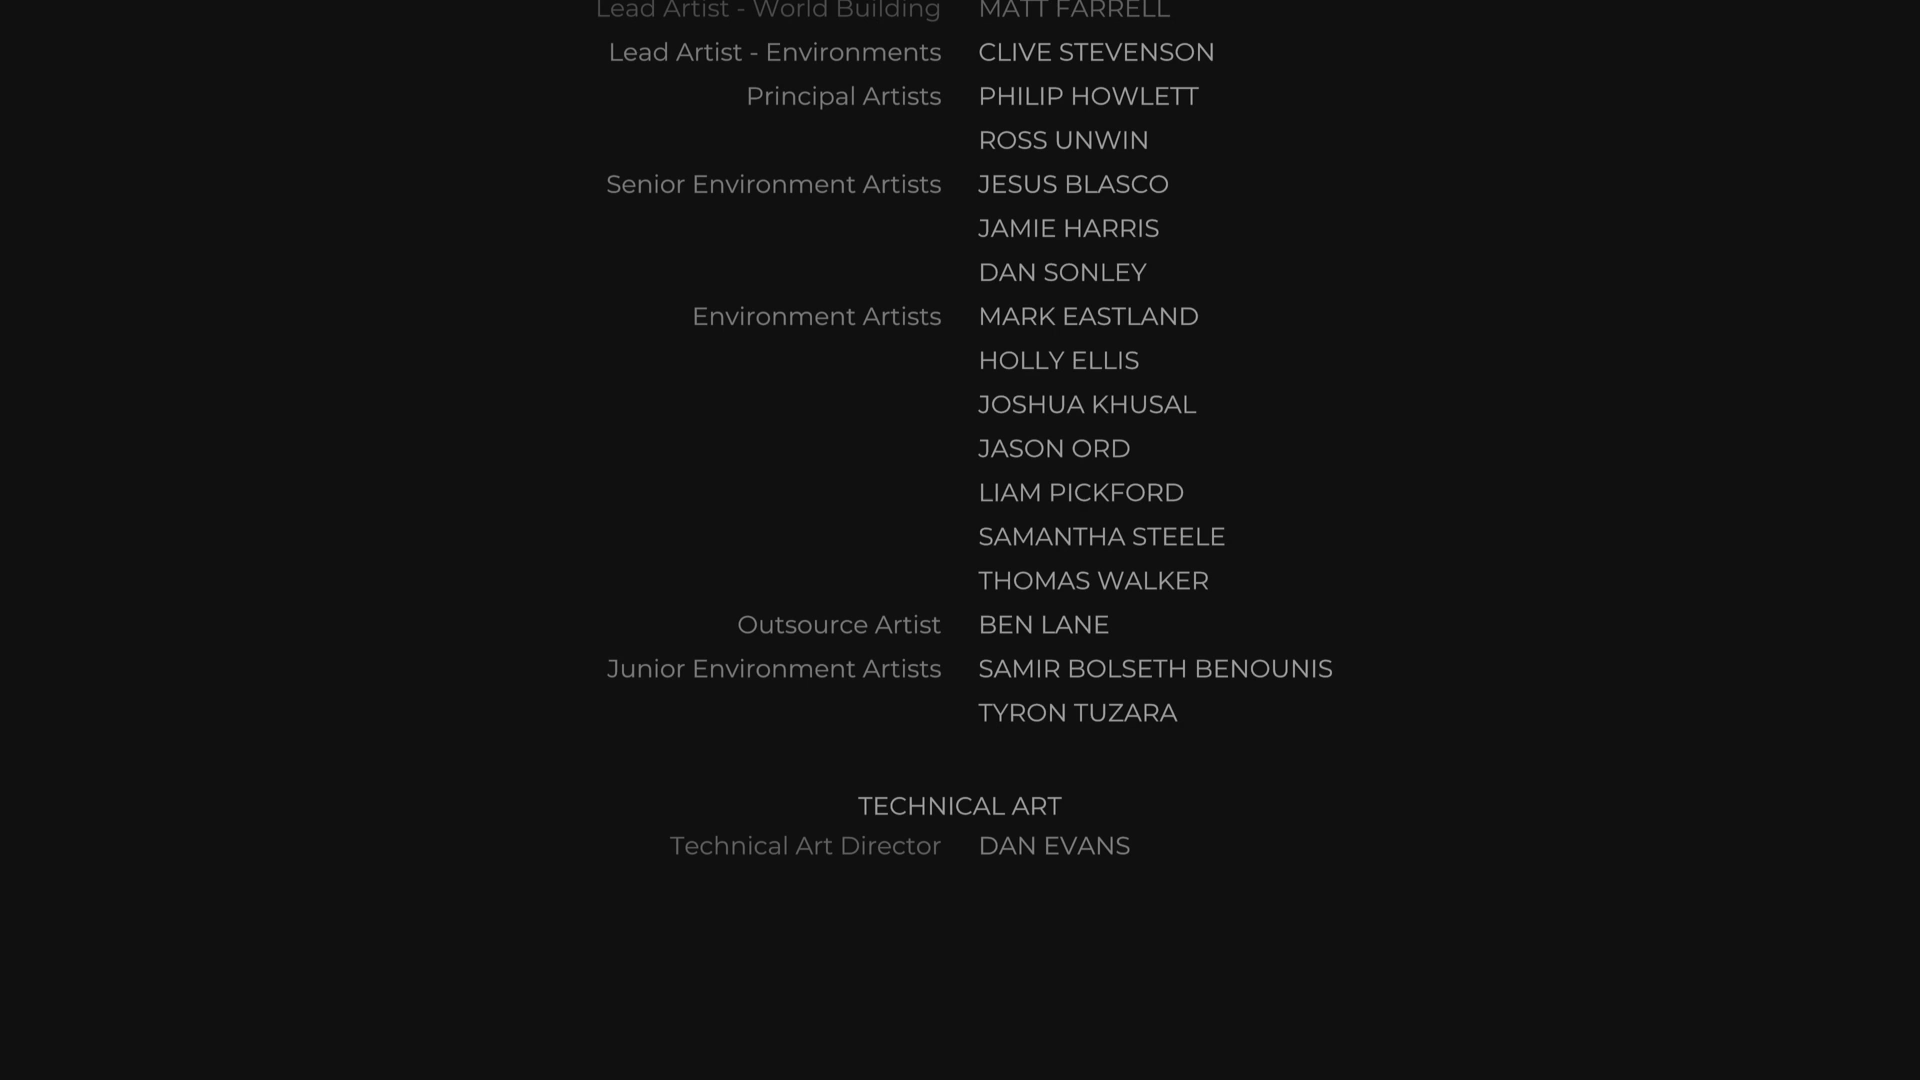 Lead Artist - World Building MATT FARRELL
Lead Artist - Environments CLIVE STEVENSON
Principal Artists PHILIP HOWLETT
ROSS UNWIN
Senior Environment Artists JESUS BLASCO
JAMIE HARRIS
DAN SONLEY
Environment Artists MARK EASTLAND
HOLLY ELLIS
JOSHUA KHUSAL
JASON ORD
LIAM PICKFORD
SAMANTHA STEELE
THOMAS WALKER
Outsource Artist BEN LANE
Junior Environment Artists SAMIR BOLSETH BENOUNIS
TYRON TUZARA
TECHNICAL ART
Technical Art Director DAN EVANS